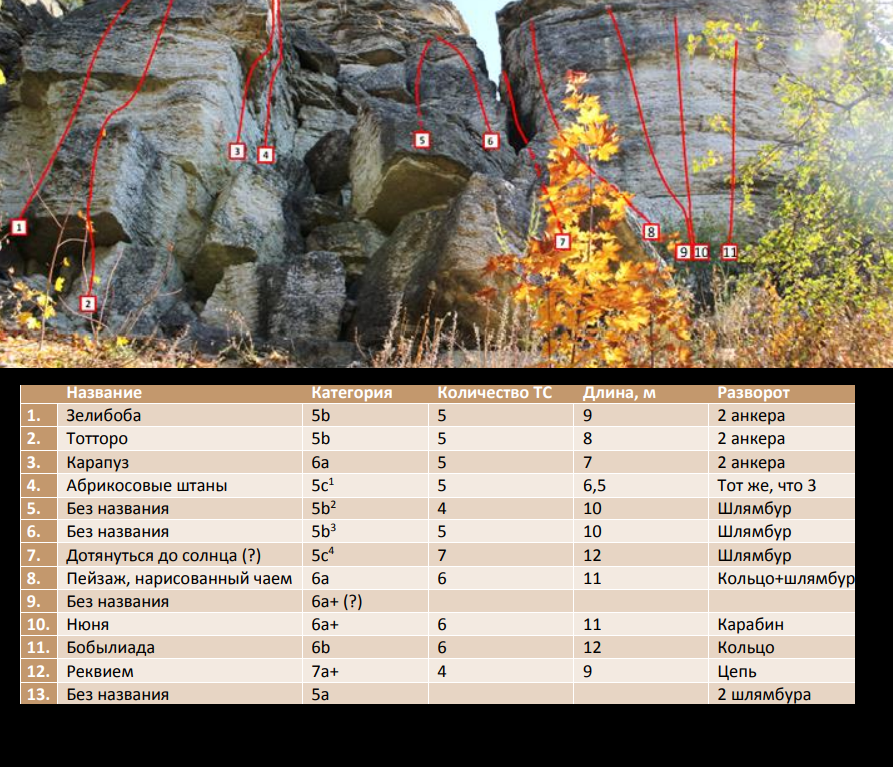 1
2
3
4
5
6
7
8
9
10
11
Название Категория Количество ТС Длина, м Разворот
1. Зелибоба 5b 5 9 2 анкера
2. Тотторо 5b 5 8 2 анкера
3. Карапуз 6a 5 7 2 анкера
4. Абрикосовые штаны 5c¹ 5 6,5 Тот же, что 3
5. Без названия 5b² 4 10 Шлямбур
6. Без названия 5b³ 5 10 Шлямбур
7. Дотянуться до солнца (?) 5c⁴ 7 12 Шлямбур
8. Пейзаж, нарисованный чаем 6a 6 11 Кольцо+шлямбур
9. Без названия 6a+ (?)
10. Нюня 6a+ 6 11 Карабин
11. Бобылиада 6b 6 12 Кольцо
12. Реквием 7a+ 4 9 Цепь
13. Без названия 5a 2 шлямбура